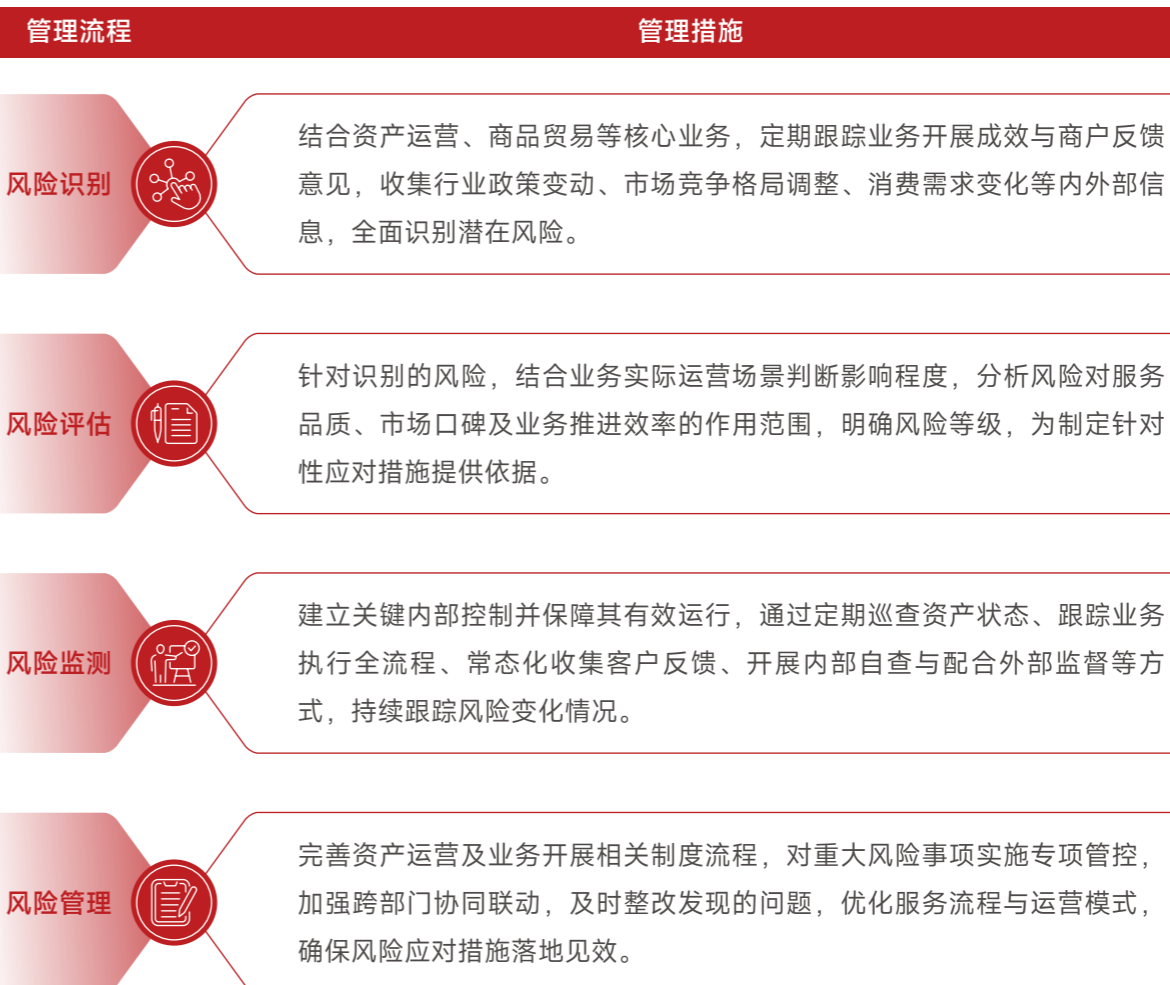 管理流程 管理措施
风险识别
结合资产运营、商品贸易等核心业务，定期跟踪业务开展成效与商户反馈
意见，收集行业政策变动、市场竞争格局调整、消费需求变化等内外部信
息，全面识别潜在风险。
风险评估
针对识别的风险，结合业务实际运营场景判断影响程度，分析风险对服务
品质、市场口碑及业务推进效率的作用范围，明确风险等级，为制定针对
性应对措施提供依据。
风险监测
建立关键内部控制并保障其有效运行，通过定期巡查资产状态、跟踪业务
执行全流程、常态化收集客户反馈、开展内部自查与配合外部监督等方
式，持续跟踪风险变化情况。
风险管理
完善资产运营及业务开展相关制度流程，对重大风险事项实施专项管控，
加强跨部门协同联动，及时整改发现的问题，优化服务流程与运营模式，
确保风险应对措施落地见效。